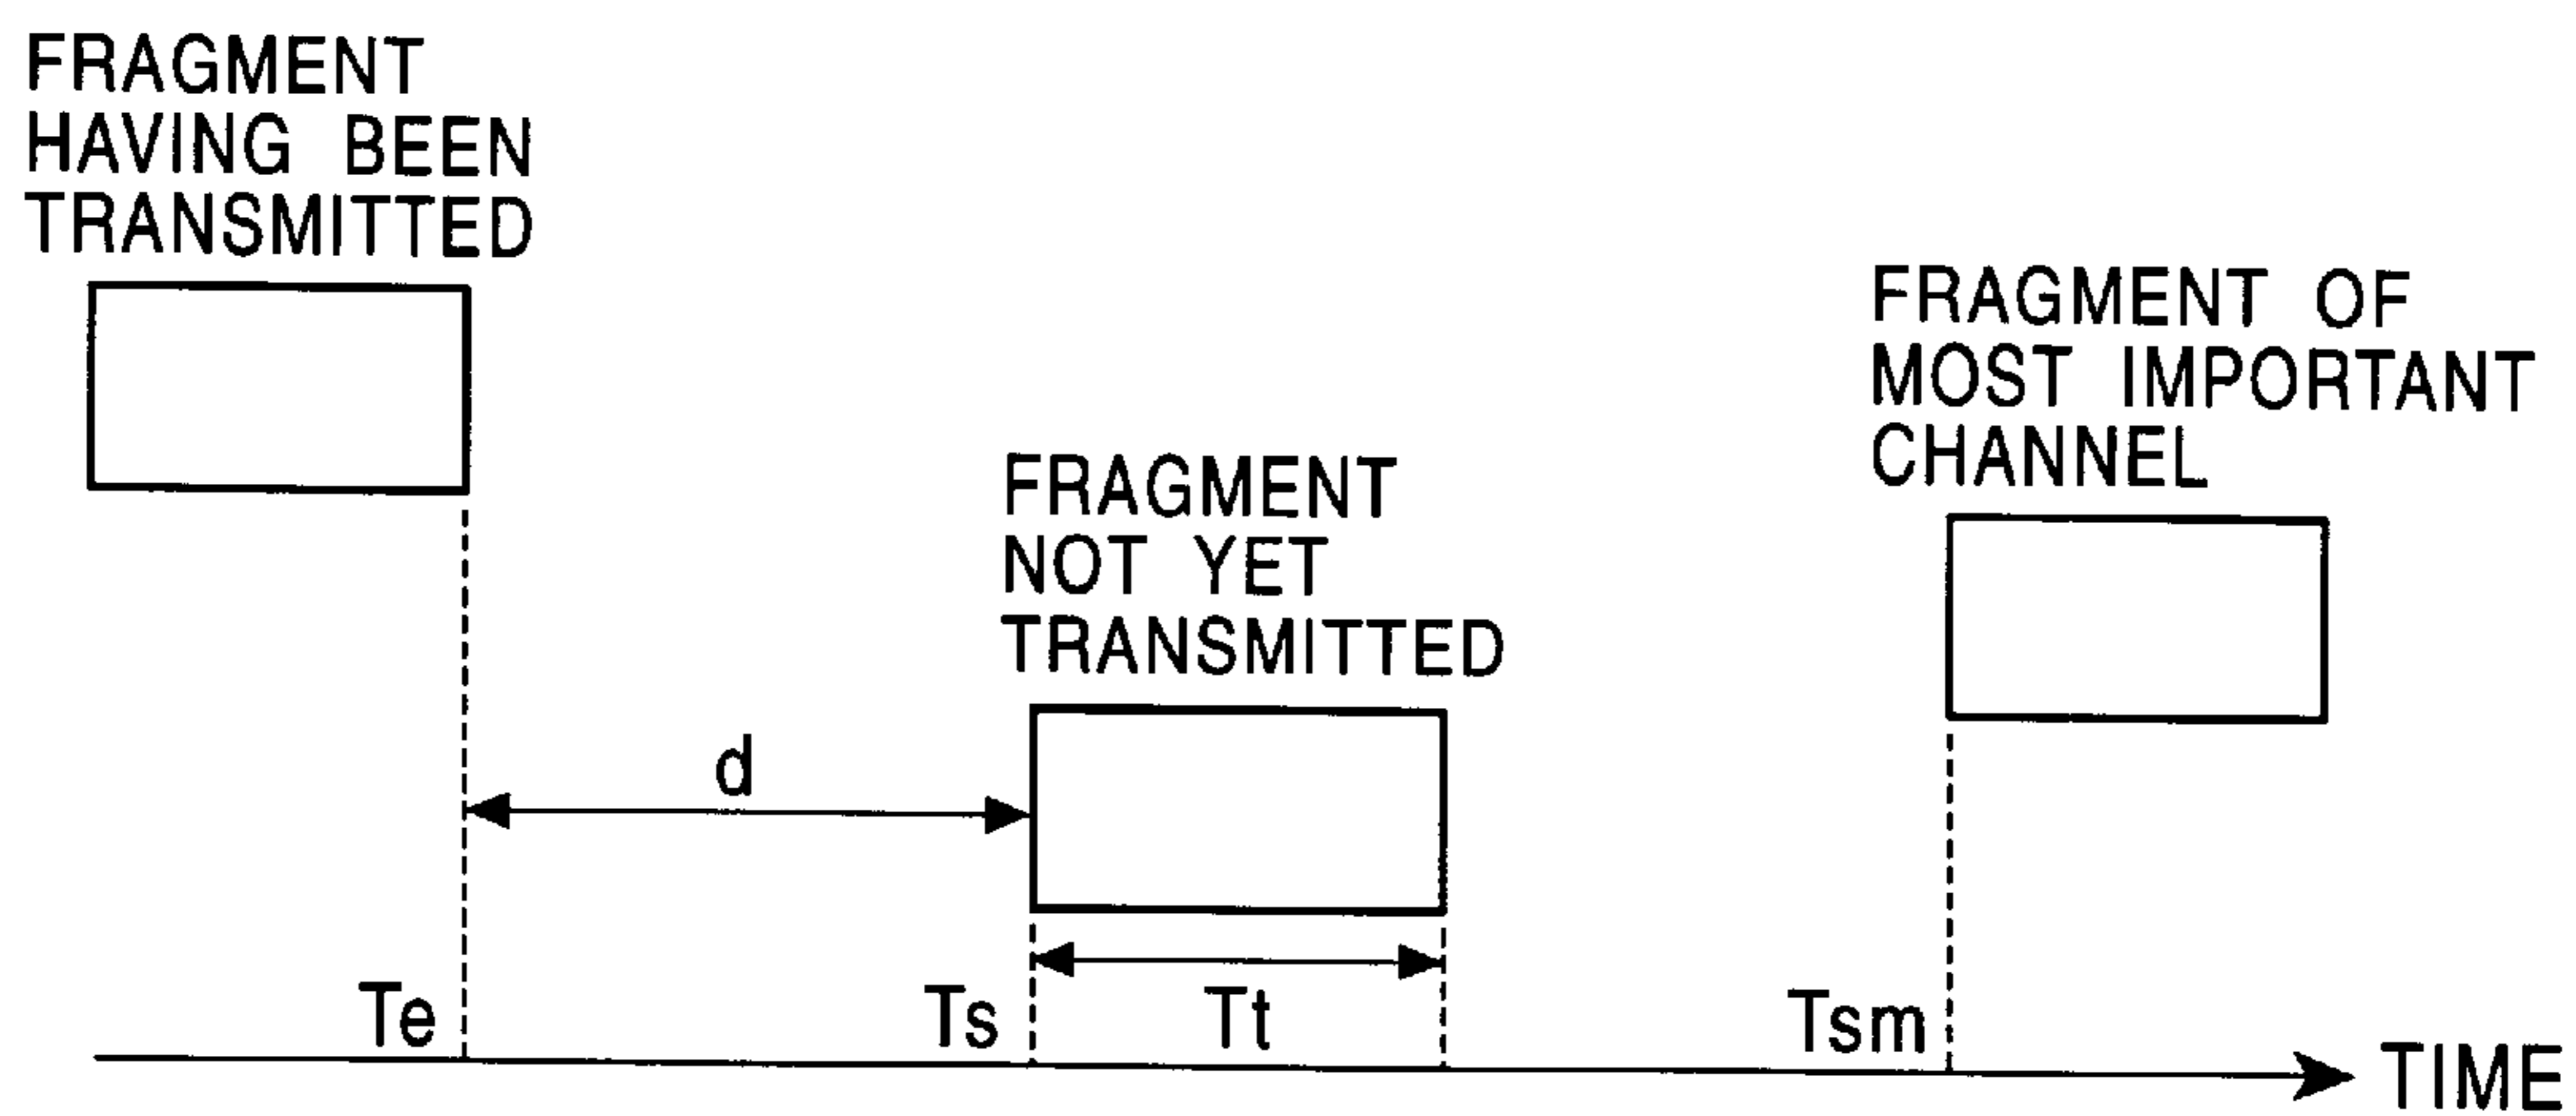 FRAGMENT
HAVING BEEN
TRANSMITTED
FRAGMENT OF
MOST IMPORTANT
CHANNEL
FRAGMENT
NOT YET
TRANSMITTED
d
Te
Ts
Tt
Tsm
TIME